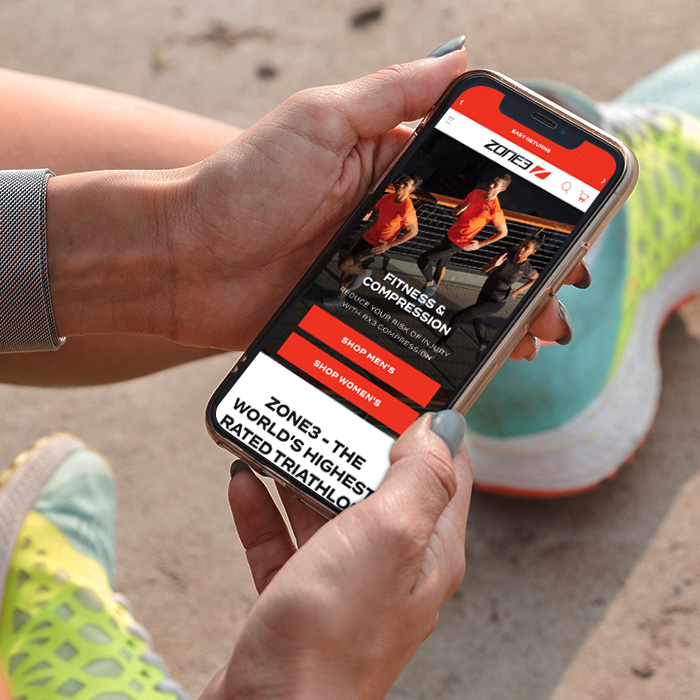 EASY RETURNS
ZONE3
FITNESS &
COMPRESSION
REDUCE YOUR RISK OF INJURY
WITH RX3 COMPRESSION
SHOP MEN'S
SHOP WOMEN'S
ZONE3 - THE
WORLD'S HIGHEST
RATED TRIATHLO